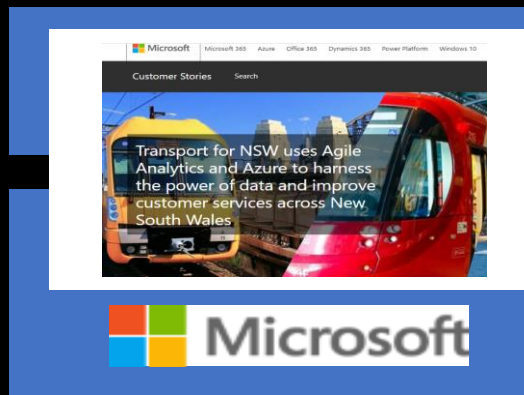 Microsoft Microsoft 365 Azure Office 365 Dynamics 365 Power Platform Windows 10
Customer Stories Search
Transport for NSW uses Agile
Analytics and Azure to harness
the power of data and improve
customer services across New
South Wales
Microsoft